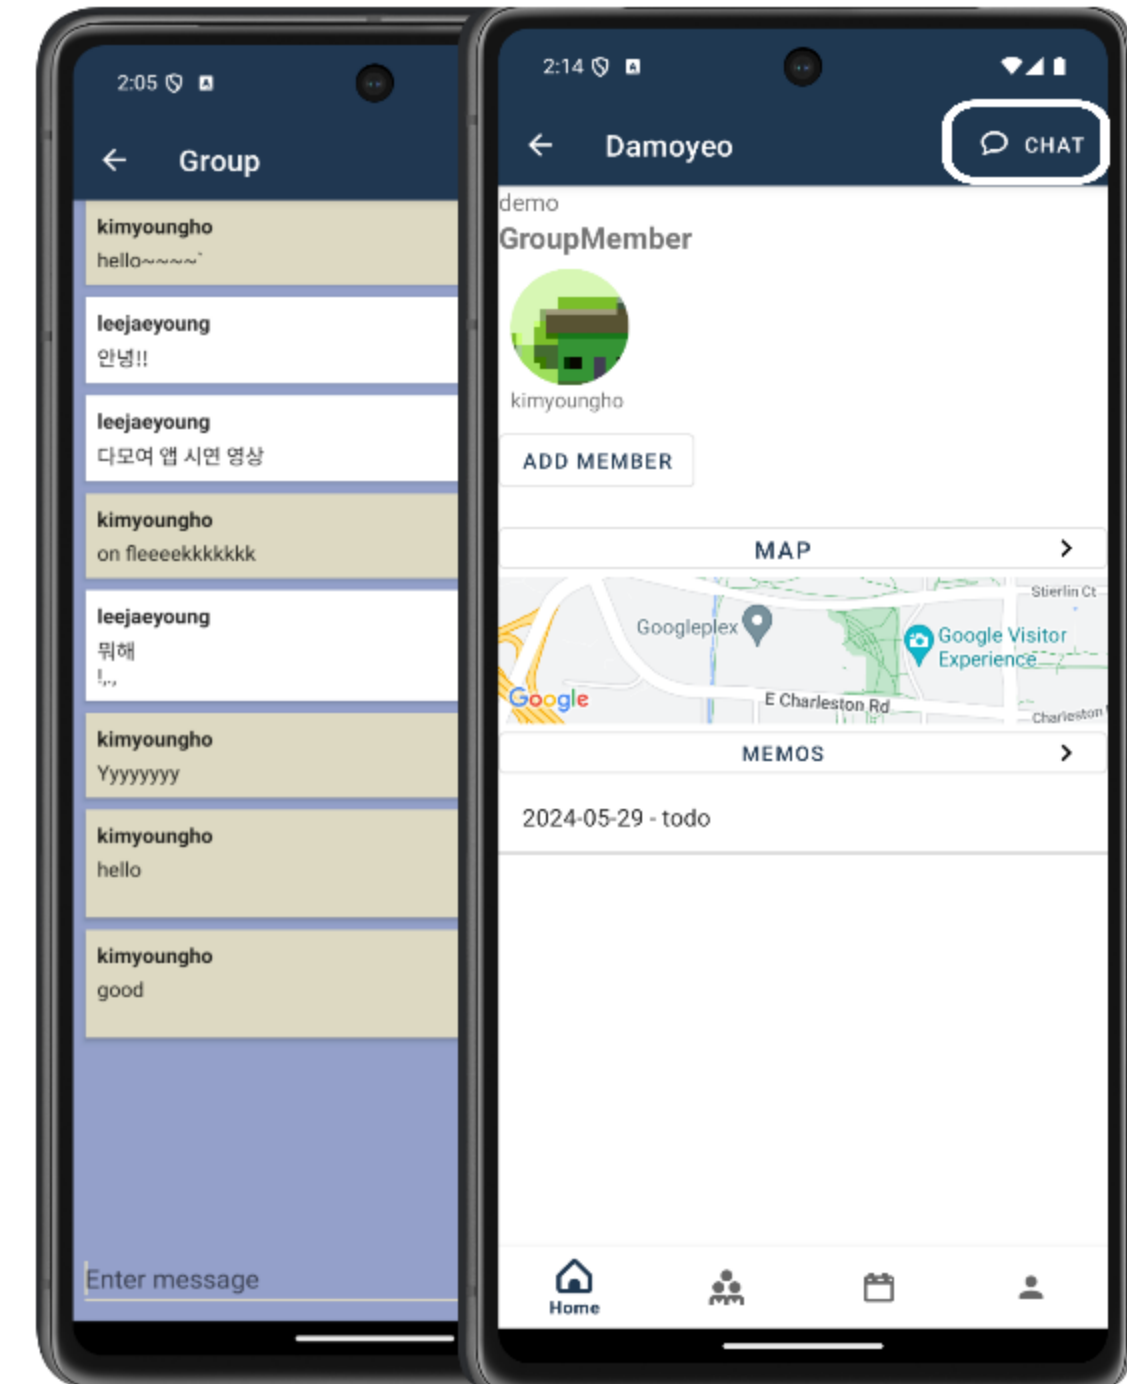 2:05
Group
kimyoungho
hello~~~~`
leejaeyoung
안녕!!
leejaeyoung
다모여 앱 시연 영상
kimyoungho
on fleeeekkkkkkk
leejaeyoung
뭐해
!,.,
kimyoungho
Yyyyyyyy
kimyoungho
hello
kimyoungho
good
Enter message
2:14
Damoyeo
CHAT
demo
GroupMember
kimyoungho
ADD MEMBER
MAP
Stierlin Ct
Googleplex
Google Visitor
Experience
Google
E Charleston Rd
Charleston
MEMOS
2024-05-29 - todo
Home